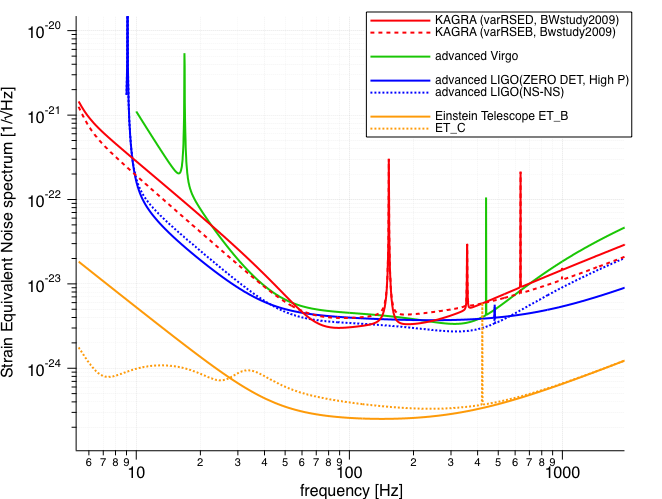 KAGRA (varRSED, BWstudy2009)
KAGRA (varRSEB, Bwstudy2009)
advanced Virgo
advanced LIGO(ZERO DET, High P)
advanced LIGO(NS-NS)
Einstein Telescope ET_B
ET_C
Strain Equivalent Noise spectrum [1/√Hz]
10^-20
10^-21
10^-22
10^-23
10^-24
6 7 8 9 10 2 3 4 5 6 7 8 9 100 2 3 4 5 6 7 8 9 1000
frequency [Hz]